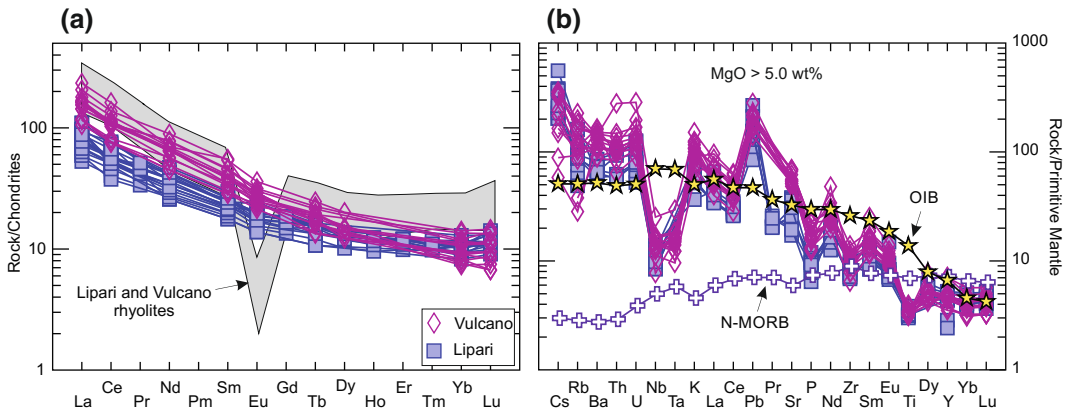 (a)
100
10
1
Rock/Chondrites
Lipari and Vulcano
rhyolites
Vulcano
Lipari
Ce Nd Sm Gd Dy Er Yb
La Pr Pm Eu Tb Ho Tm Lu
(b)
MgO > 5.0 wt%
OIB
N-MORB
1000
100
10
1
Rock/Primitive Mantle
Rb Th Nb K Ce Pr P Zr Eu Dy Yb
Cs Ba U Ta La Pb Sr Nd Sm Ti Y Lu